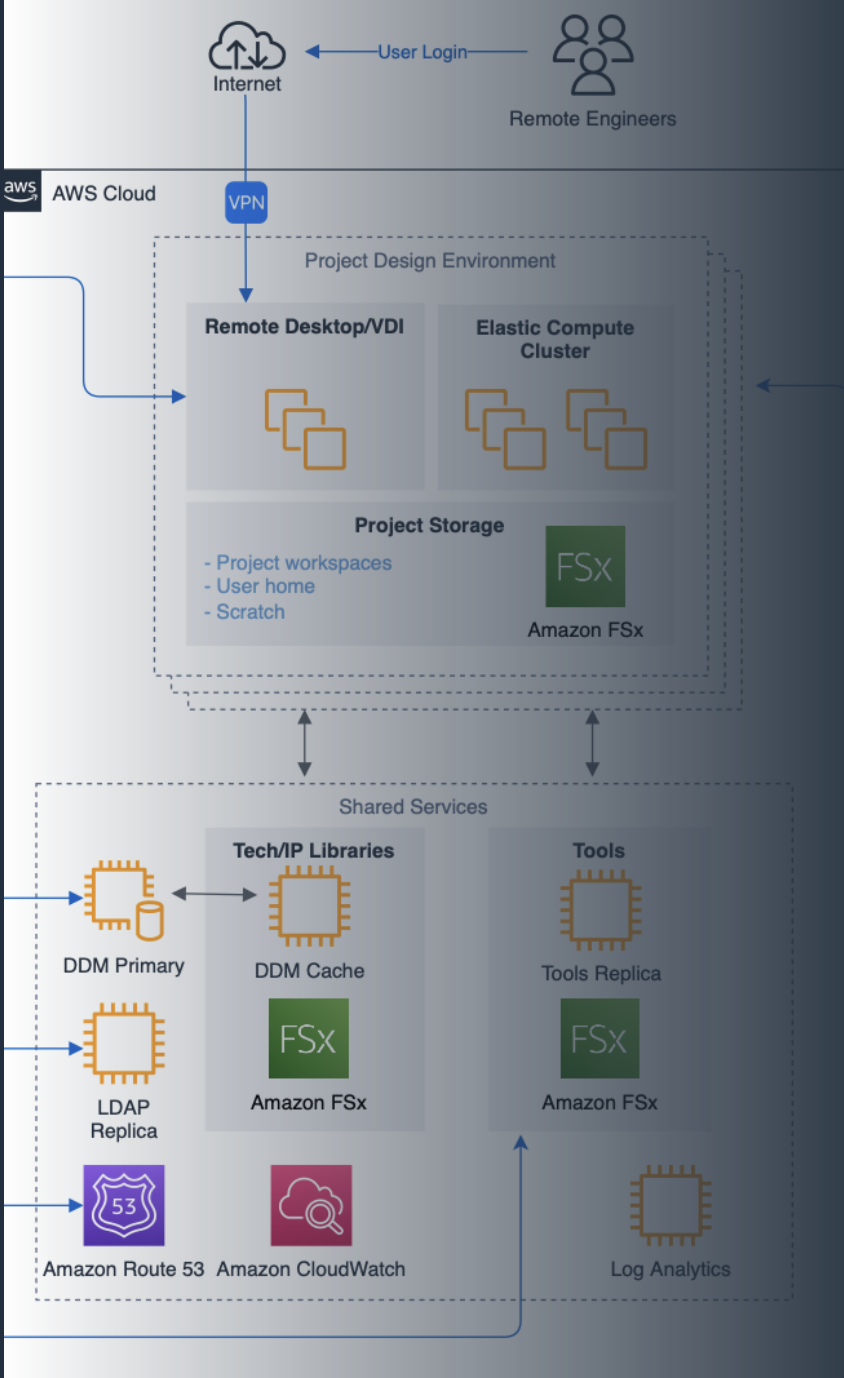 User Login
Internet
Remote Engineers
aws
AWS Cloud
VPN
Project Design Environment
Remote Desktop/VDI
Elastic Compute
Cluster
Project Storage
- Project workspaces
- User home
- Scratch
FSx
Amazon FSx
Shared Services
Tech/IP Libraries
Tools
DDM Primary
DDM Cache
Tools Replica
FSx
FSx
LDAP
Replica
Amazon FSx
Amazon FSx
53
Amazon Route 53
Amazon CloudWatch
Log Analytics